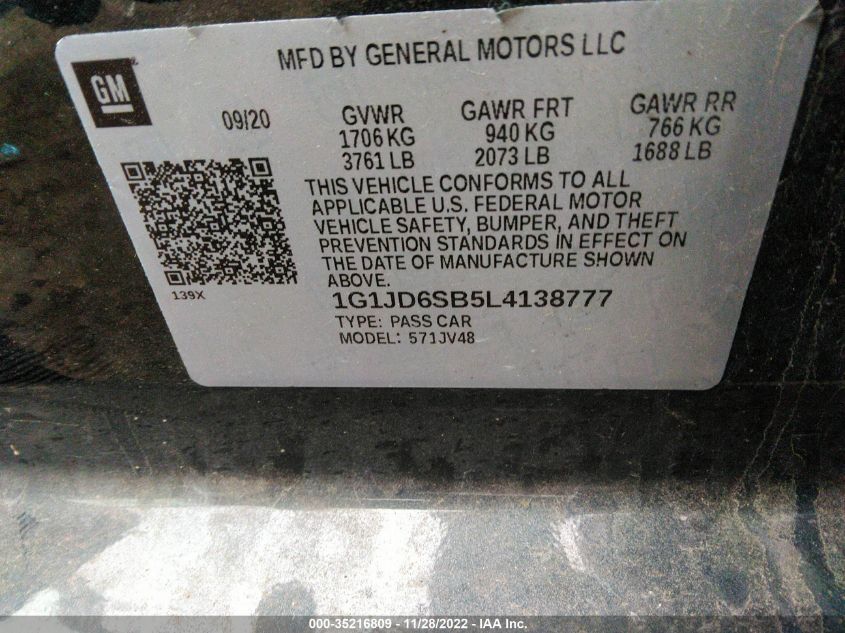 MFD BY GENERAL MOTORS LLC
GM
09/20
GVWR GAWR FRT GAWR RR
1706 KG 940 KG 766 KG
3761 LB 2073 LB 1688 LB
THIS VEHICLE CONFORMS TO ALL
APPLICABLE U.S. FEDERAL MOTOR
VEHICLE SAFETY, BUMPER, AND THEFT
PREVENTION STANDARDS IN EFFECT ON
THE DATE OF MANUFACTURE SHOWN
ABOVE.
139X
1G1JD6SB5L4138777
TYPE: PASS CAR
MODEL: 571JV48
000-35216809 - 11/28/2022 - IAA Inc.